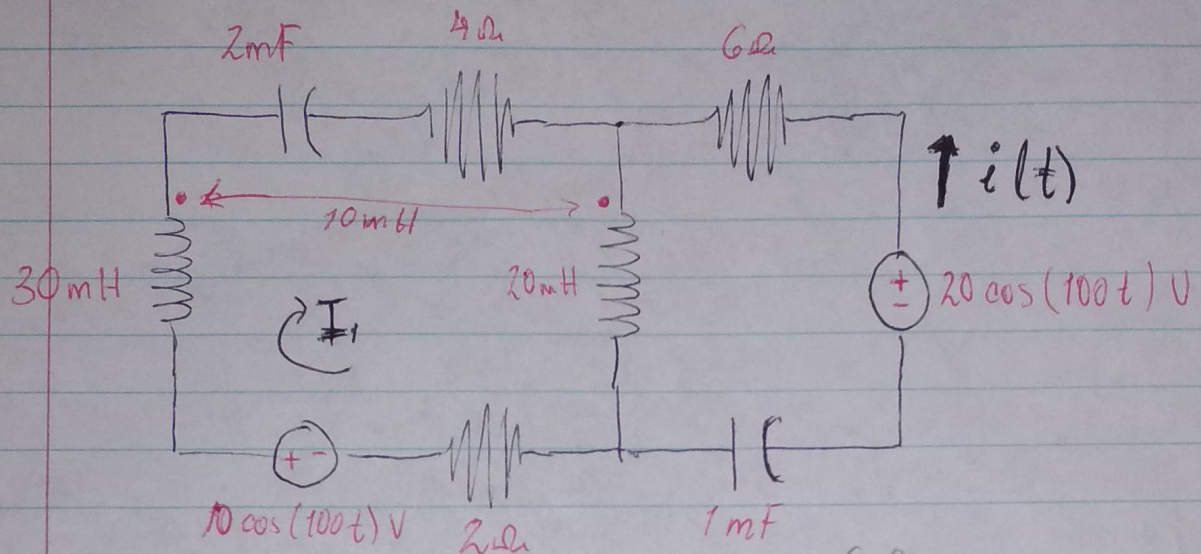 2mF 4Ω 6Ω
i(t)
10mH
30mH 20mH + - 20 cos(100t) V
I₁
+ -
10 cos(100t) V 2Ω 1mF